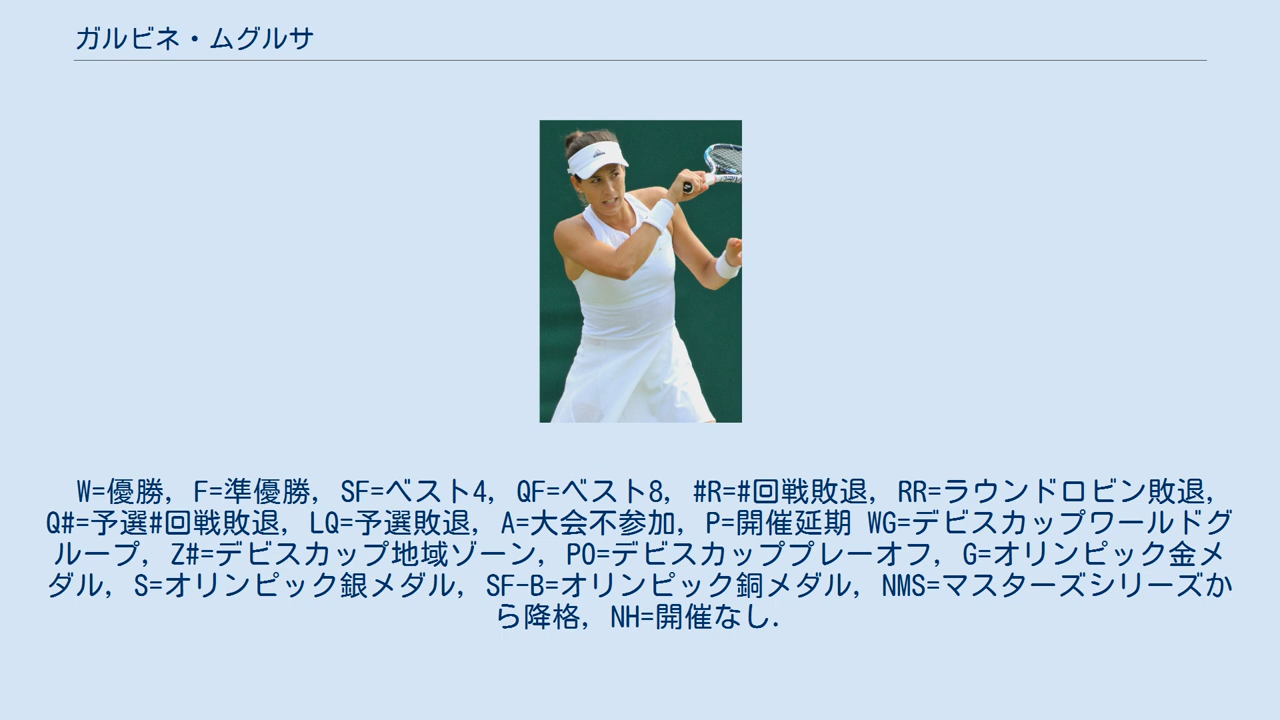 ガルビネ・ムグルサ
W=優勝, F=準優勝, SF=ベスト4, QF=ベスト8, #R=#回戦敗退, RR=ラウンドロビン敗退,
Q#=予選#回戦敗退, LQ=予選敗退, A=大会不参加, P=開催延期 WG=デビスカップワールドグ
ループ, Z#=デビスカップ地域ゾーン, PO=デビスカッププレーオフ, G=オリンピック金メ
ダル, S=オリンピック銀メダル, SF-B=オリンピック銅メダル, NMS=マスターズシリーズか
ら降格, NH=開催なし.